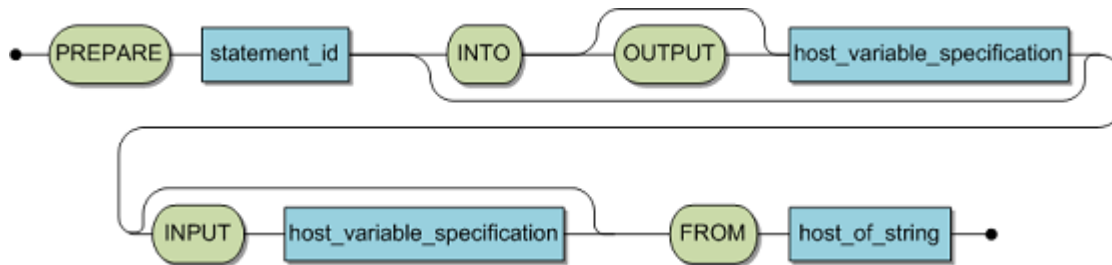 PREPARE statement_id INTO OUTPUT host_variable_specification
INPUT host_variable_specification FROM host_of_string